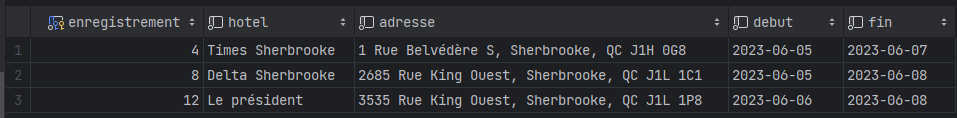 enregistrement hotel adresse debut fin
1 4 Times Sherbrooke 1 Rue Belvédère S, Sherbrooke, QC J1H 0G8 2023-06-05 2023-06-07
2 8 Delta Sherbrooke 2685 Rue King Ouest, Sherbrooke, QC J1L 1C1 2023-06-05 2023-06-08
3 12 Le président 3535 Rue King Ouest, Sherbrooke, QC J1L 1P8 2023-06-06 2023-06-08